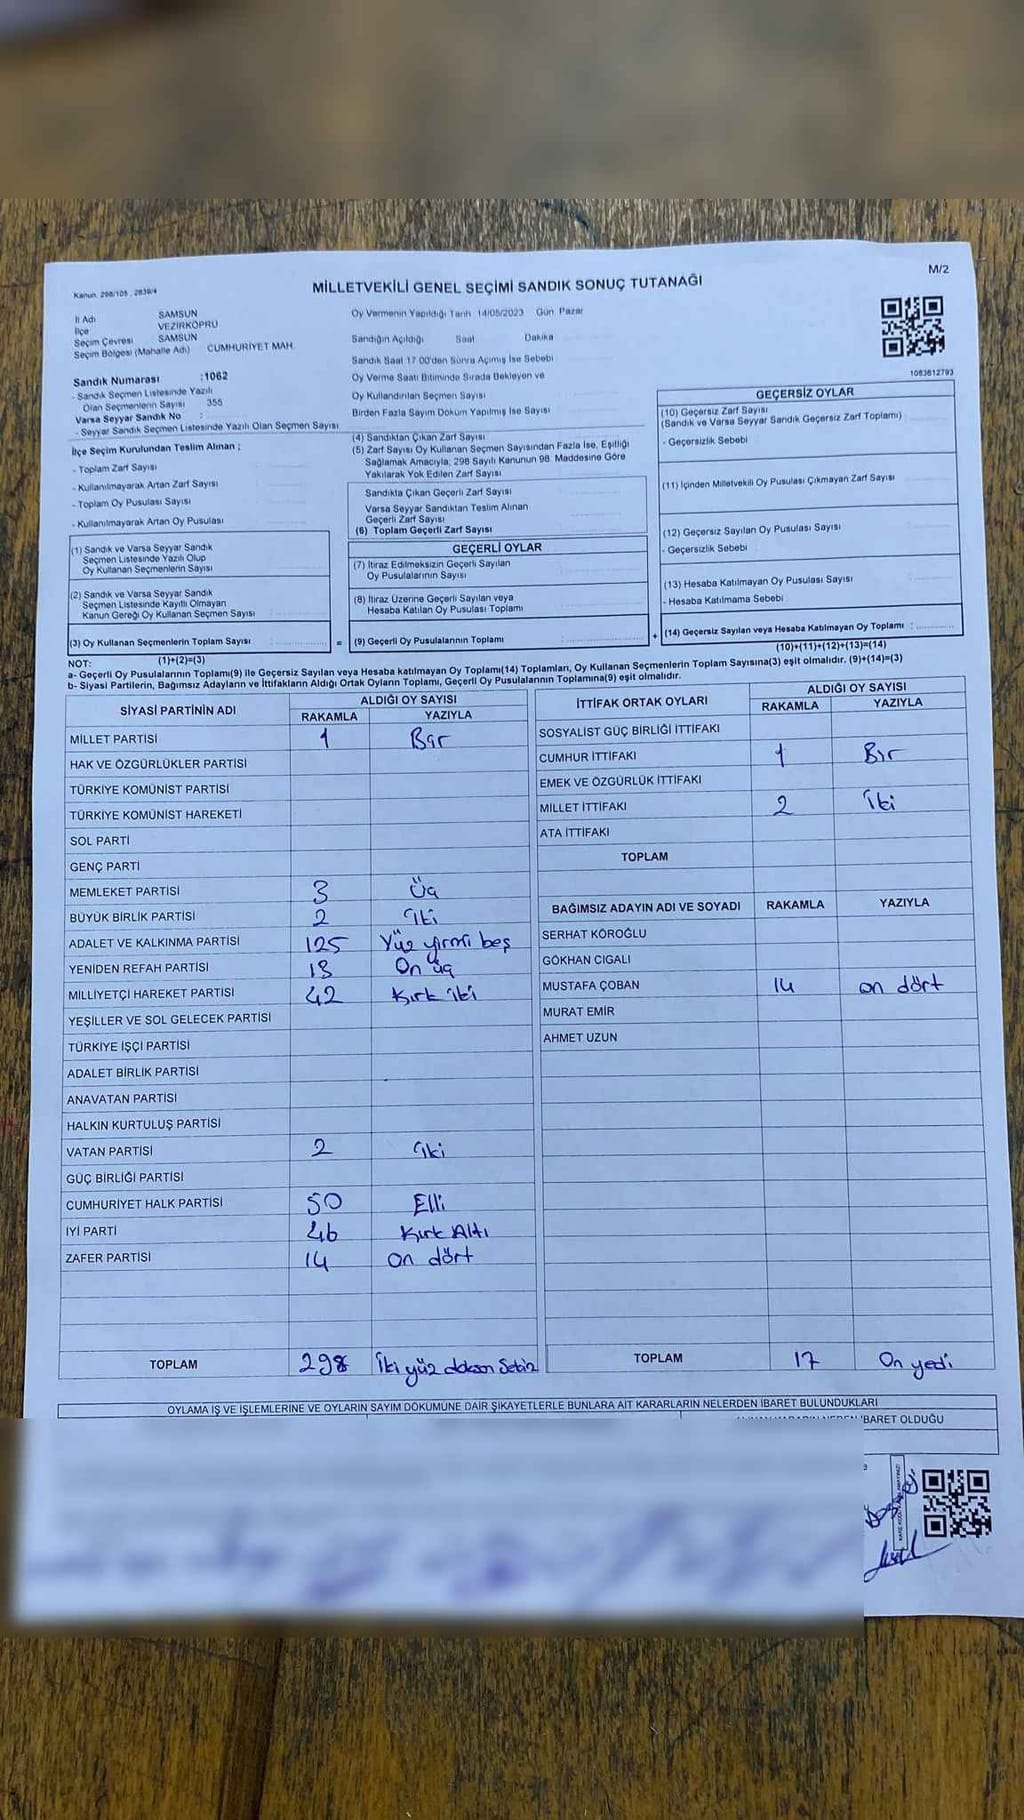 Kanun. 298/105 . 2839/4
MİLLETVEKİLİ GENEL SEÇİMİ SANDIK SONUÇ TUTANAĞI
M/2
İl Adı SAMSUN
İlçe VEZİRKÖPRÜ
Seçim Çevresi SAMSUN
Seçim Bölgesi (Mahalle Adı) CUMHURİYET MAH.
Sandık Numarası :1062
- Sandık Seçmen Listesinde Yazılı
Olan Seçmenlerin Sayısı 355
Varsa Seyyar Sandık No :
- Seyyar Sandık Seçmen Listesinde Yazılı Olan Seçmen Sayısı
İlçe Seçim Kurulundan Teslim Alınan ;
- Toplam Zarf Sayısı
- Kullanılmayarak Artan Zarf Sayısı
- Toplam Oy Pusulası Sayısı
- Kullanılmayarak Artan Oy Pusulası
(1) Sandık ve Varsa Seyyar Sandık
Seçmen Listesinde Yazılı Olup
Oy Kullanan Seçmenlerin Sayısı
(2) Sandık ve Varsa Seyyar Sandık
Seçmen Listesinde Kayıtlı Olmayan
Kanun Gereği Oy Kullanan Seçmen Sayısı :
(3) Oy Kullanan Seçmenlerin Toplam Sayısı : =
(1)+(2)=(3)
Oy Vermenin Yapıldığı Tarih 14/05/2023 Gün Pazar
Sandığın Açıldığı Saat Dakika
Sandık Saat 17 00'den Sonra Açımış İse Sebebi
Oy Verme Saati Bitiminde Sırada Bekleyen ve
Oy Kullandırılan Seçmen Sayısı
Birden Fazla Sayım Döküm Yapılmış İse Sayısı
(4) Sandıktan Çıkan Zarf Sayısı
(5) Zarf Sayısı Oy Kullanan Seçmen Sayısından Fazla İse, Eşitliği
Sağlamak Amacıyla, 298 Sayılı Kanunun 98. Maddesine Göre
Yakılarak Yok Edilen Zarf Sayısı
Sandıkta Çıkan Geçerli Zarf Sayısı
Varsa Seyyar Sandıktan Teslim Alınan
Geçerli Zarf Sayısı
(6) Toplam Geçerli Zarf Sayısı
GEÇERLİ OYLAR
(7) İtiraz Edilmeksizin Geçerli Sayılan
Oy Pusulalarının Sayısı
(8) İtiraz Üzerine Geçerli Sayılan veya
Hesaba Katılan Oy Pusulası Toplamı
(9) Geçerli Oy Pusulalarının Toplamı : +
1083612793
GEÇERSİZ OYLAR
(10) Geçersiz Zarf Sayısı
(Sandık ve Varsa Seyyar Sandık Geçersiz Zarf Toplamı)
- Geçersizlik Sebebi
(11) İçinden Milletvekili Oy Pusulası Çıkmayan Zarf Sayısı
(12) Geçersiz Sayılan Oy Pusulası Sayısı
- Geçersizlik Sebebi
(13) Hesaba Katılmayan Oy Pusulası Sayısı
- Hesaba Katılmama Sebebi
(14) Geçersiz Sayılan veya Hesaba Katılmayan Oy Toplamı :
(10)+(11)+(12)+(13)=(14)
NOT:
a- Geçerli Oy Pusulalarının Toplamı(9) ile Geçersiz Sayılan veya Hesaba katılmayan Oy Toplamı(14) Toplamları, Oy Kullanan Seçmenlerin Toplam Sayısına(3) eşit olmalıdır. (9)+(14)=(3)
b- Siyasi Partilerin, Bağımsız Adayların ve İttifakların Aldığı Ortak Oyların Toplamı, Geçerli Oy Pusulalarının Toplamına(9) eşit olmalıdır.
SİYASİ PARTİNİN ADI ALDIĞI OY SAYISI
RAKAMLA YAZIYLA
MİLLET PARTİSİ 1 Bir
HAK VE ÖZGÜRLÜKLER PARTİSİ
TÜRKİYE KOMÜNİST PARTİSİ
TÜRKİYE KOMÜNİST HAREKETİ
SOL PARTİ
GENÇ PARTİ
MEMLEKET PARTİSİ 3 Üç
BÜYÜK BİRLİK PARTİSİ 2 iki
ADALET VE KALKINMA PARTİSİ 125 Yüz yirmi beş
YENİDEN REFAH PARTİSİ 13 On üç
MİLLİYETÇİ HAREKET PARTİSİ 42 Kırk iki
YEŞİLLER VE SOL GELECEK PARTİSİ
TÜRKİYE İŞÇİ PARTİSİ
ADALET BİRLİK PARTİSİ
ANAVATAN PARTİSİ
HALKIN KURTULUŞ PARTİSİ
VATAN PARTİSİ 2 iki
GÜÇ BİRLİĞİ PARTİSİ
CUMHURİYET HALK PARTİSİ 50 Elli
İYİ PARTİ 46 Kırk Altı
ZAFER PARTİSİ 14 on dört
TOPLAM 298 İki yüz doksan Sekiz
İTTİFAK ORTAK OYLARI ALDIĞI OY SAYISI
RAKAMLA YAZIYLA
SOSYALİST GÜÇ BİRLİĞİ İTTİFAKI
CUMHUR İTTİFAKI 1 Bir
EMEK VE ÖZGÜRLÜK İTTİFAKI
MİLLET İTTİFAKI 2 iki
ATA İTTİFAKI
TOPLAM
BAĞIMSIZ ADAYIN ADI VE SOYADI RAKAMLA YAZIYLA
SERHAT KÖROĞLU
GÖKHAN CIGALI
MUSTAFA ÇOBAN 14 on dört
MURAT EMİR
AHMET UZUN
TOPLAM 17 On yedi
OYLAMA İŞ VE İŞLEMLERİNE VE OYLARIN SAYIM DÖKÜMÜNE DAİR ŞİKAYETLERLE BUNLARA AİT KARARLARIN NELERDEN İBARET BULUNDUKLARI
İBARET OLDUĞU